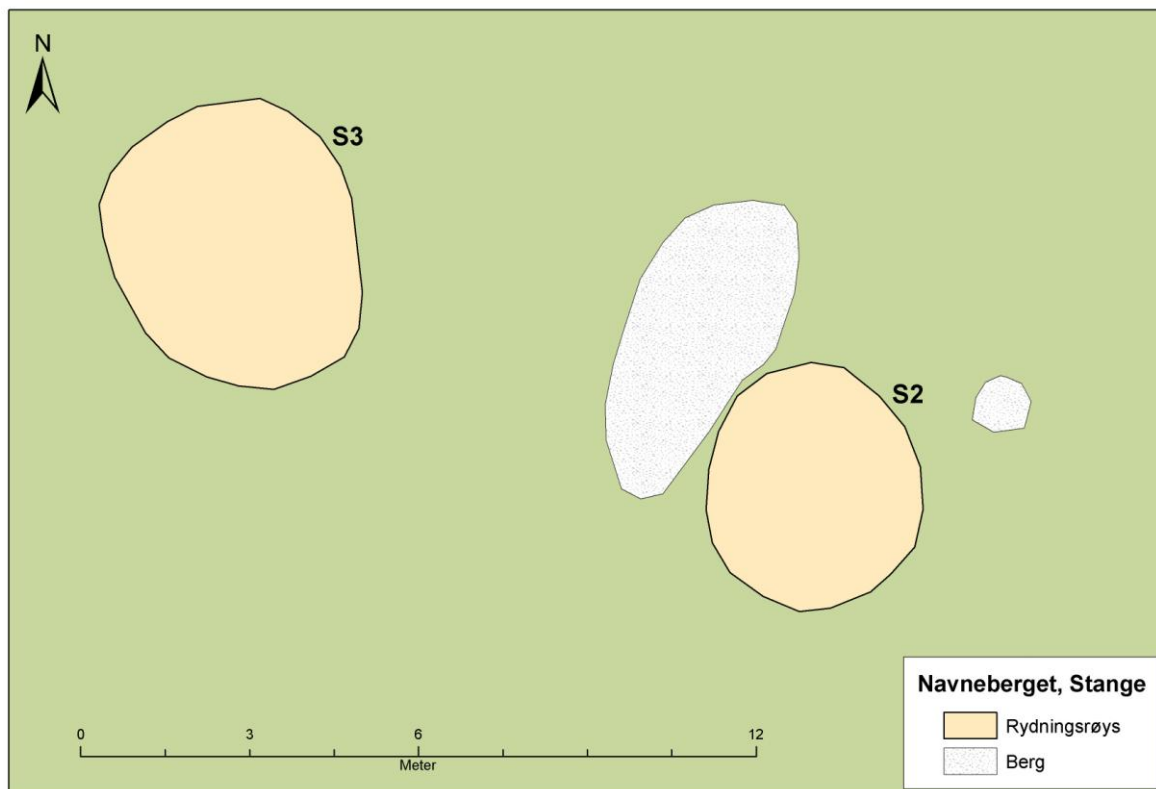 N
S3
S2
Navneberget, Stange
Rydningsrøys
Berg
0 3 6 12
Meter